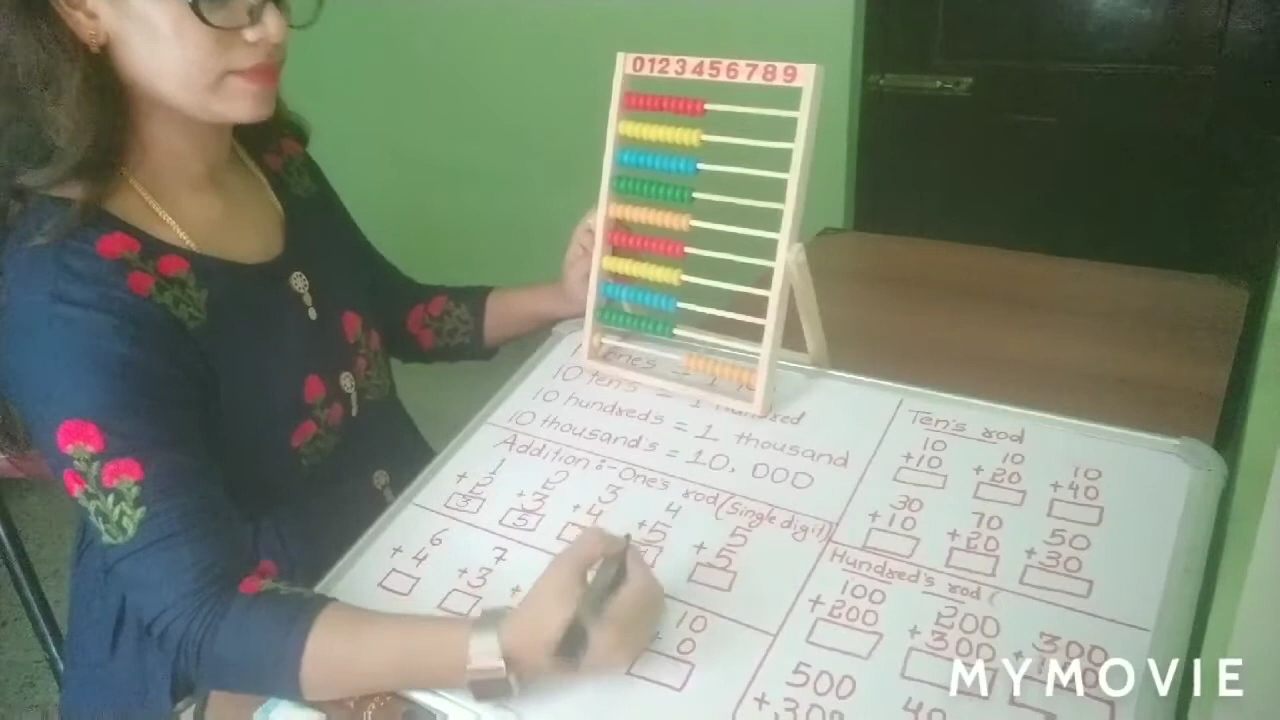 0123456789
10 ten's = 1 hundred
10 hundreds = 1 thousand
10 thousand's = 10,000
Addition :- One's rod (Single digit)
1 2 3 4 5
+2 +3 +4 +5 +5
3 5
6 7
+4 +3
10
+ 0
Ten's rod
10 10 10
+10 +20 +40
30 70 50
+10 +20 +30
Hundred's rod (
100 200 300
+200 +300
500
+300
MYMOVIE